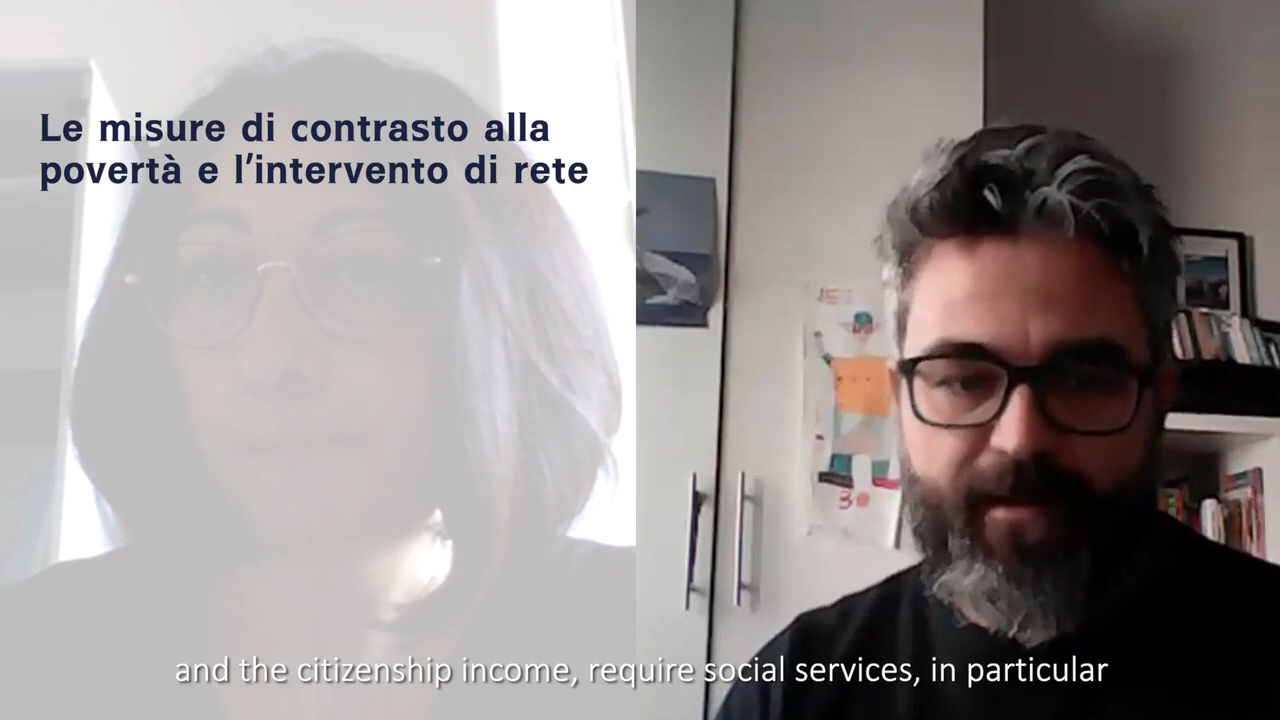 Le misure di contrasto alla
povertà e l’intervento di rete
and the citizenship income, require social services, in particular